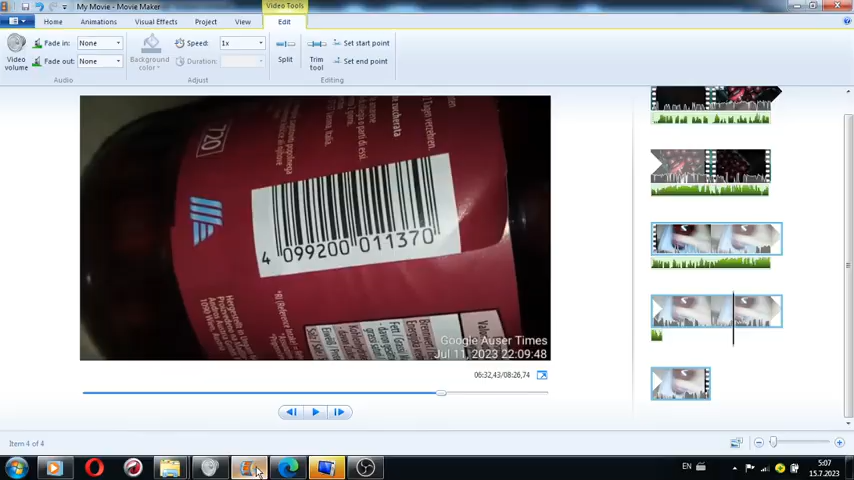 My Movie - Movie Maker
Video Tools
Home
Animations
Visual Effects
Project
View
Edit
Video volume
Fade in: None
Fade out: None
Audio
Background color
Speed: 1x
Duration:
Adjust
Split
Trim tool
Set start point
Set end point
Editing
720
4 099200 011370
Google Auser Times
Jul 11, 2023 22:09:48
06:32,43/08:26,74
Item 4 of 4
EN
5:07
15.7.2023